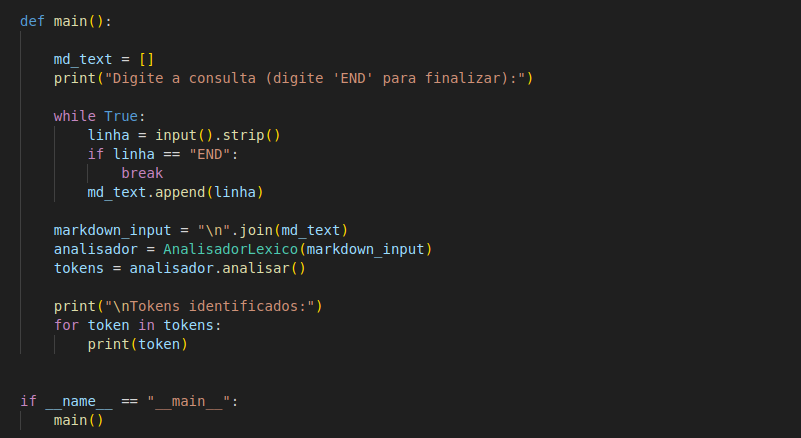 def main():
    md_text = []
    print("Digite a consulta (digite 'END' para finalizar):")
    while True:
        linha = input().strip()
        if linha == "END":
            break
        md_text.append(linha)
    markdown_input = "\n".join(md_text)
    analisador = AnalisadorLexico(markdown_input)
    tokens = analisador.analisar()
    print("\nTokens identificados:")
    for token in tokens:
        print(token)
if __name__ == "__main__":
    main()